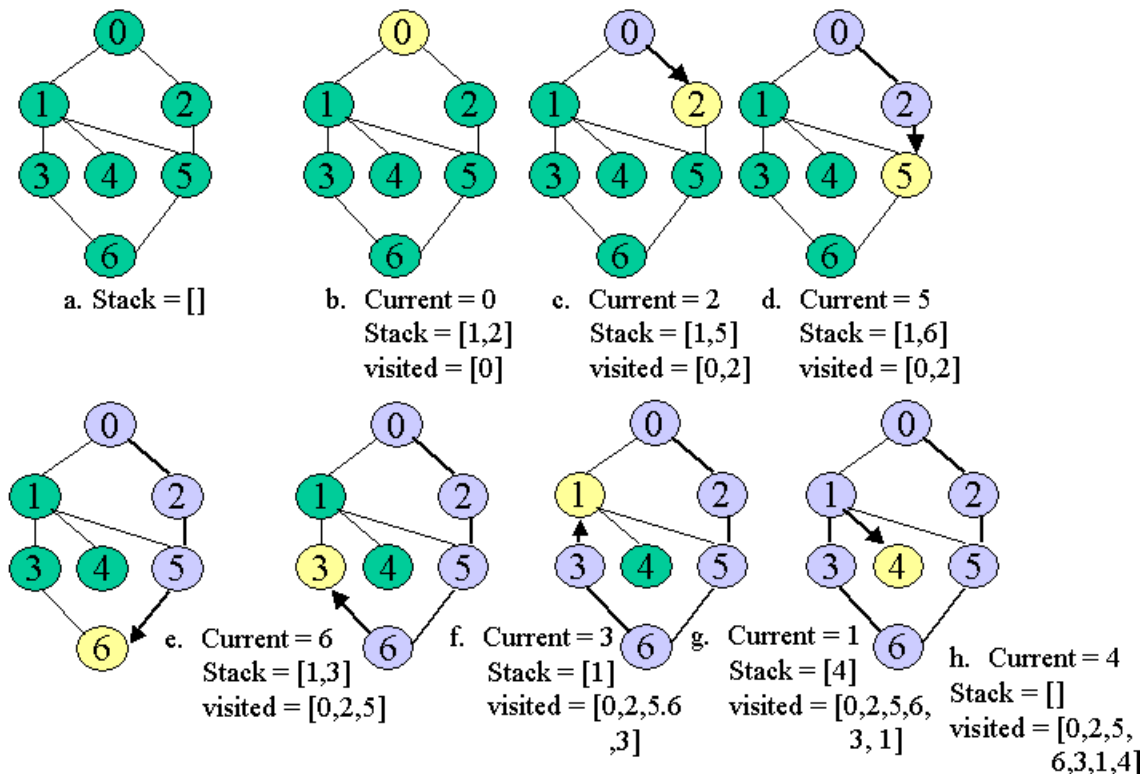 0
1 2
3 4 5
6
a. Stack = []
0
1 2
3 4 5
6
b. Current = 0
Stack = [1,2]
visited = [0]
0
1 2
3 4 5
6
c. Current = 2
Stack = [1,5]
visited = [0,2]
0
1 2
3 4 5
6
d. Current = 5
Stack = [1,6]
visited = [0,2]
0
1 2
3 4 5
6
e. Current = 6
Stack = [1,3]
visited = [0,2,5]
0
1 2
3 4 5
6
f. Current = 3
Stack = [1]
visited = [0,2,5.6
,3]
0
1 2
3 4 5
6
g. Current = 1
Stack = [4]
visited = [0,2,5,6,
3, 1]
0
1 2
3 4 5
6
h. Current = 4
Stack = []
visited = [0,2,5,
6,3,1,4]